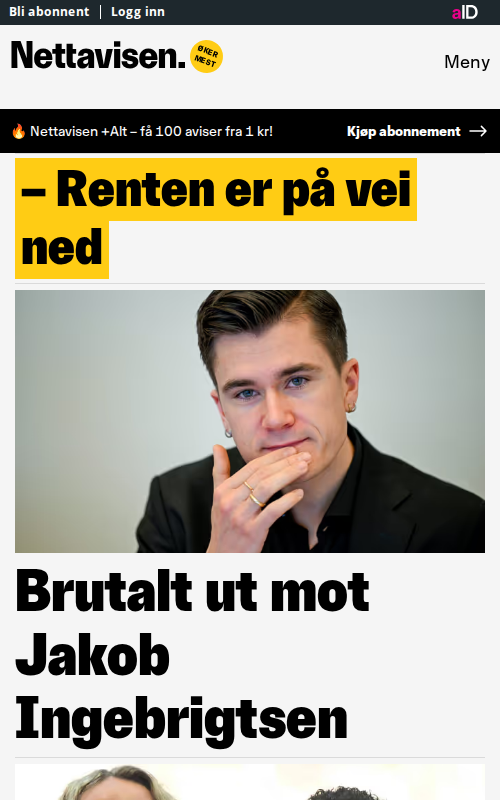 Bli abonnent | Logg inn
aID
Nettavisen.
ØKER
MEST
Meny
🔥 Nettavisen +Alt – få 100 aviser fra 1 kr!
Kjøp abonnement →
– Renten er på vei
ned
Brutalt ut mot
Jakob
Ingebrigtsen